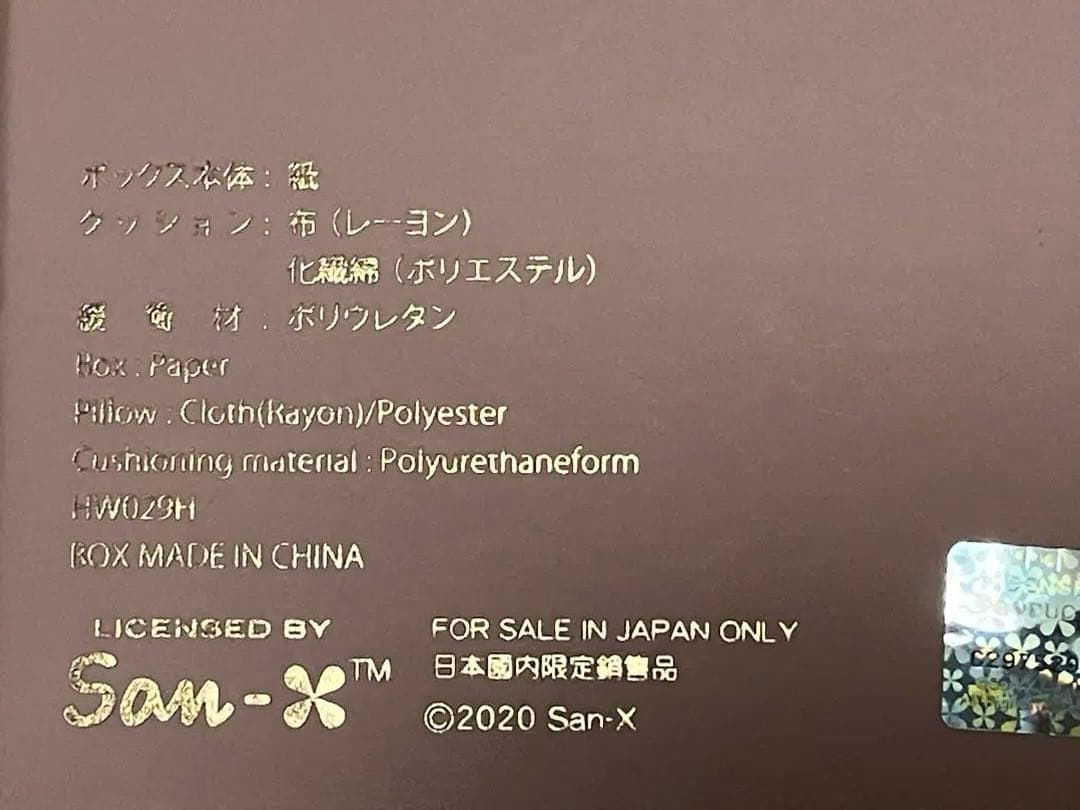 ボックス本体：紙
クッション：布（レーヨン）
化繊綿（ポリエステル）
緩衝材：ポリウレタン
Box : Paper
Pillow : Cloth(Rayon)/Polyester
Cushioning material : Polyurethaneform
HW029H
BOX MADE IN CHINA
LICENSED BY
San-X™
FOR SALE IN JAPAN ONLY
日本國内限定銷售品
©2020 San-X